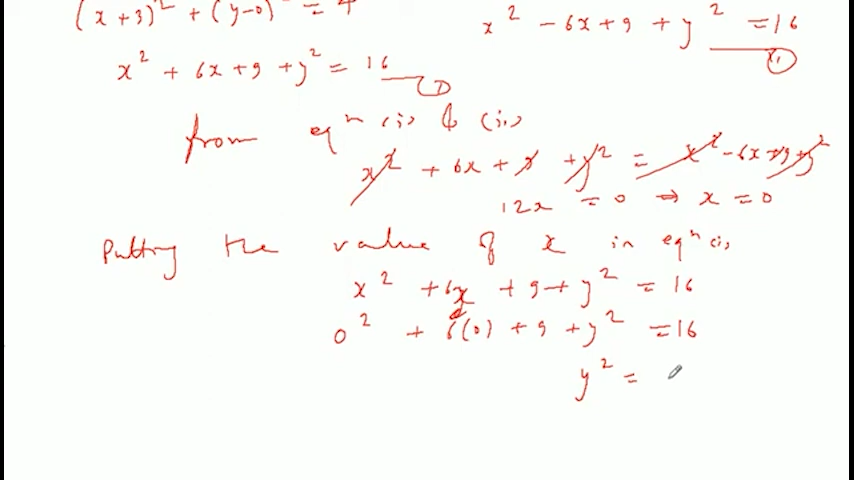 (x+3)² + (y-0)² = 4
x² - 6x + 9 + y² = 16
x² + 6x + 9 + y² = 16
from eqⁿ (i) & (i)
x² + 6x + 9 + y² = x² - 6x + 9 + y²
12x = 0 ⇒ x = 0
Putting the value of x in eqⁿ (i)
x² + 6x + 9 + y² = 16
0² + 6(0) + 9 + y² = 16
y² =